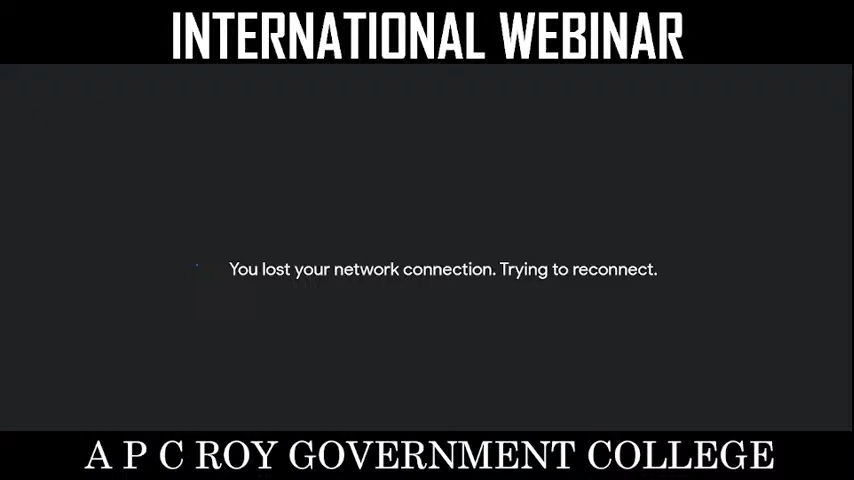 INTERNATIONAL WEBINAR
You lost your network connection. Trying to reconnect.
A P C ROY GOVERNMENT COLLEGE